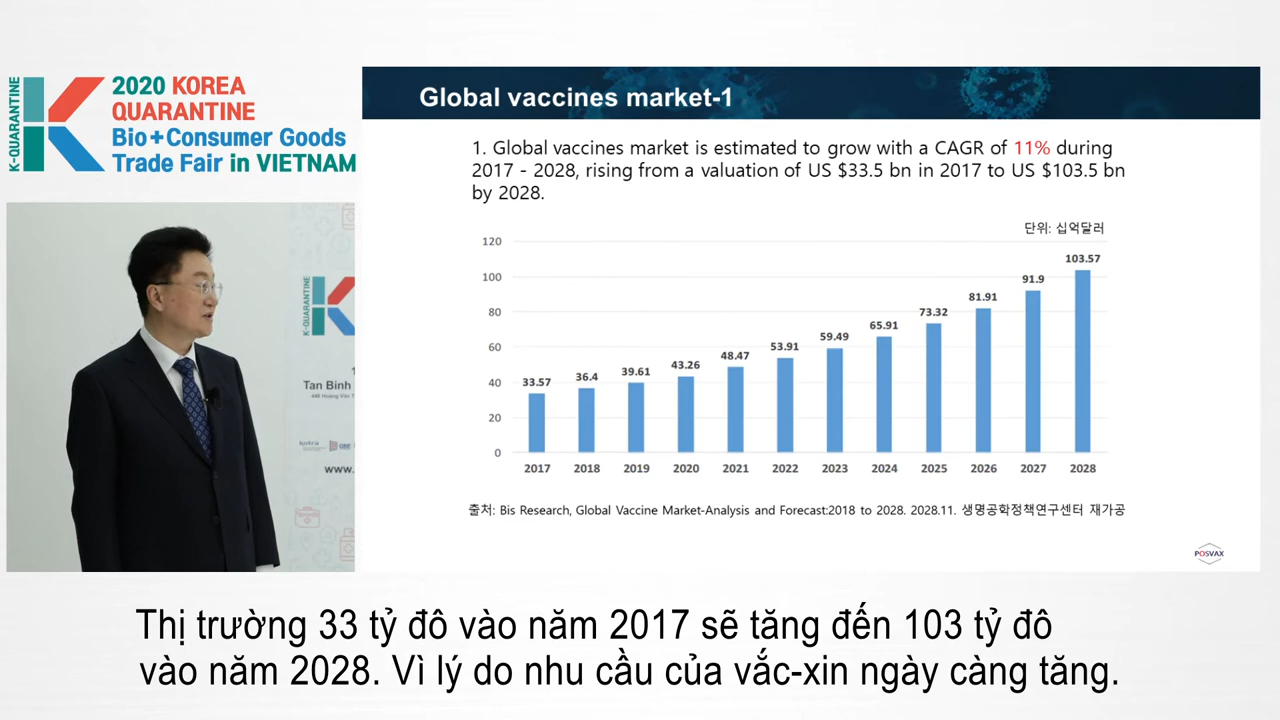 K-QUARANTINE
2020 KOREA
QUARANTINE
Bio+Consumer Goods
Trade Fair in VIETNAM
Global vaccines market-1
1. Global vaccines market is estimated to grow with a CAGR of 11% during
2017 - 2028, rising from a valuation of US $33.5 bn in 2017 to US $103.5 bn
by 2028.
단위: 십억달러
120
100
80
60
40
20
0
33.57
36.4
39.61
43.26
48.47
53.91
59.49
65.91
73.32
81.91
91.9
103.57
2017
2018
2019
2020
2021
2022
2023
2024
2025
2026
2027
2028
출처: Bis Research, Global Vaccine Market-Analysis and Forecast:2018 to 2028. 2028.11. 생명공학정책연구센터 재가공
POSVAX
K-QUARANTINE
Tan Binh
www.
Thị trường 33 tỷ đô vào năm 2017 sẽ tăng đến 103 tỷ đô
vào năm 2028. Vì lý do nhu cầu của vắc-xin ngày càng tăng.